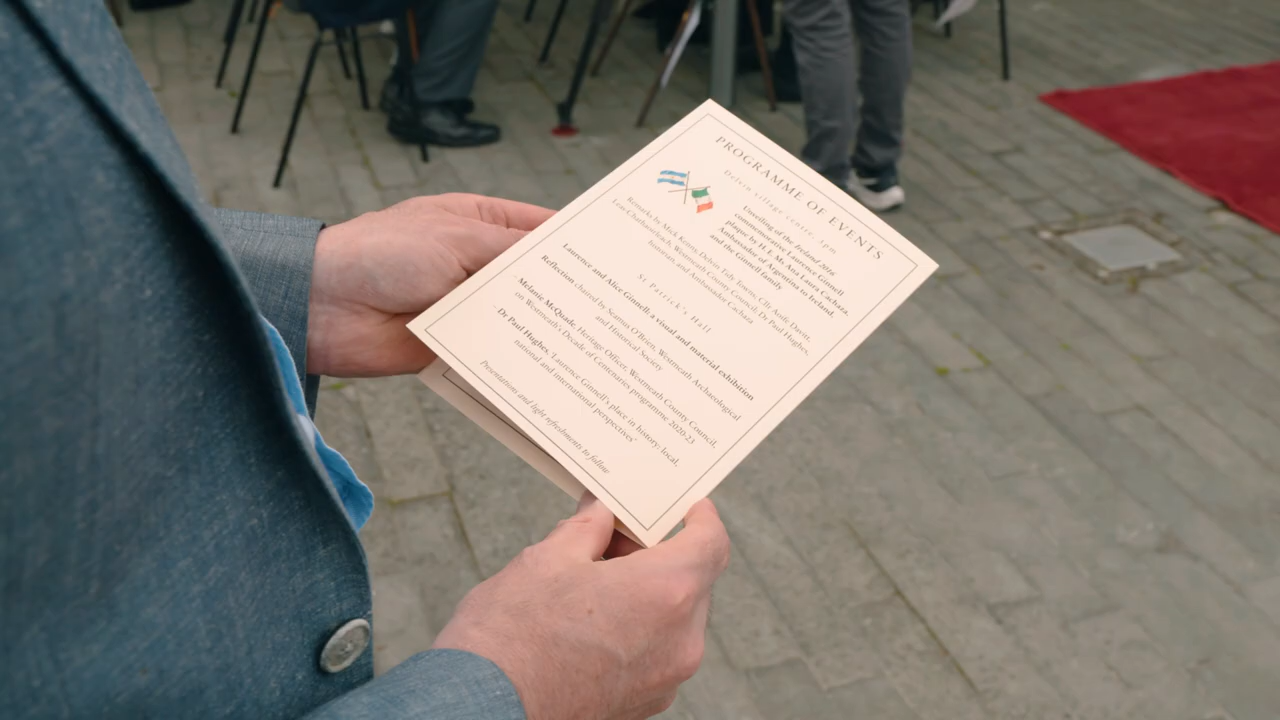 PROGRAMME OF EVENTS
Delvin village centre, 1pm
Unveiling of the Ireland 2016
commemorative Laurence Ginnell
plaque by H.E. Ms Ana Laura Cachaza,
Ambassador of Argentina to Ireland,
and the Ginnell family
Remarks by Mick Kenny, Delvin Tidy Towns, Cllr Aoife Davitt,
Leas Chathaoirleach, Westmeath County Council, Dr Paul Hughes,
historian, and Ambassador Cachaza
St Patrick's Hall
Laurence and Alice Ginnell, a visual and material exhibition
Reflection chaired by Seamus O'Brien, Westmeath Archaeological
and Historical Society
Melanie McQuade, Heritage Officer, Westmeath County Council,
on Westmeath's Decade of Centenaries programme 2020-23
Dr Paul Hughes, 'Laurence Ginnell's place in history: local,
national and international perspectives'
Presentations and light refreshments to follow